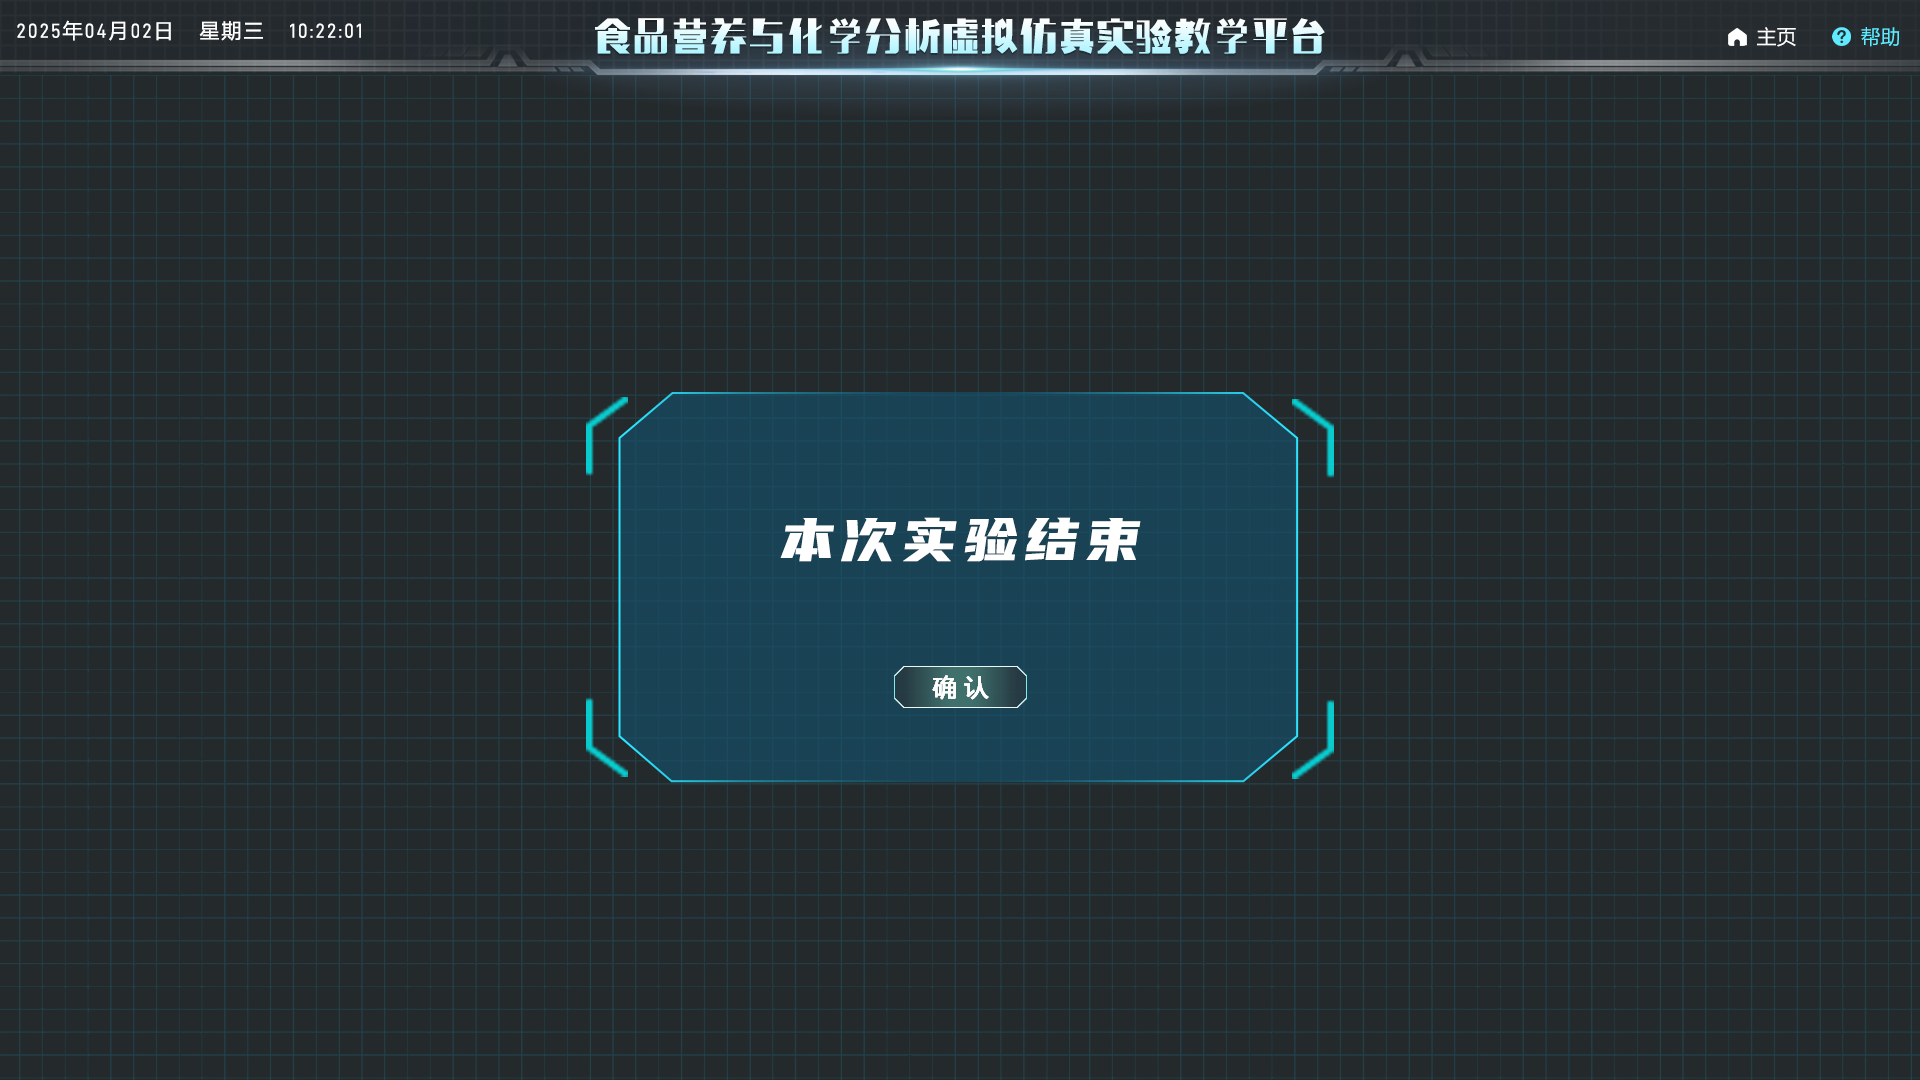 2025年04月02日 星期三 10:22:01
食品营养与化学分析虚拟仿真实验教学平台
主页
帮助
本次实验结束
确认